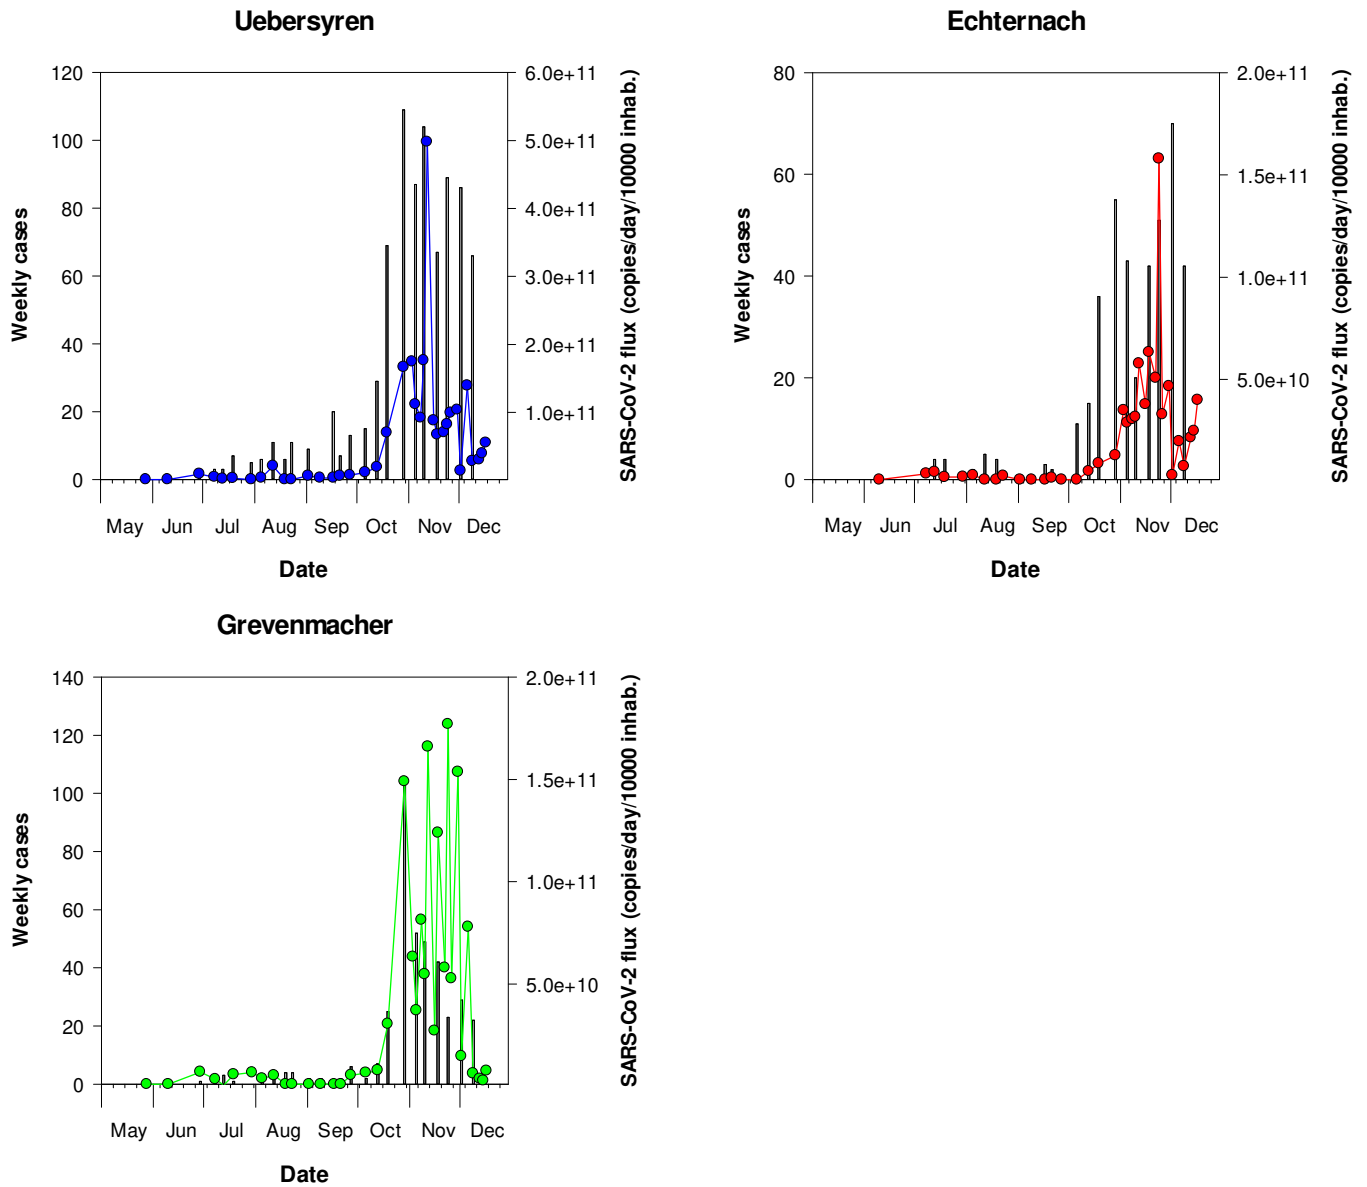 Uebersyren
120
100
80
60
40
20
0
Weekly cases
6.0e+11
5.0e+11
4.0e+11
3.0e+11
2.0e+11
1.0e+11
SARS-CoV-2 flux (copies/day/10000 inhab.)
May Jun Jul Aug Sep Oct Nov Dec
Date
Echternach
80
60
40
20
0
Weekly cases
2.0e+11
1.5e+11
1.0e+11
5.0e+10
SARS-CoV-2 flux (copies/day/10000 inhab.)
May Jun Jul Aug Sep Oct Nov Dec
Date
Grevenmacher
140
120
100
80
60
40
20
0
Weekly cases
2.0e+11
1.5e+11
1.0e+11
5.0e+10
SARS-CoV-2 flux (copies/day/10000 inhab.)
May Jun Jul Aug Sep Oct Nov Dec
Date